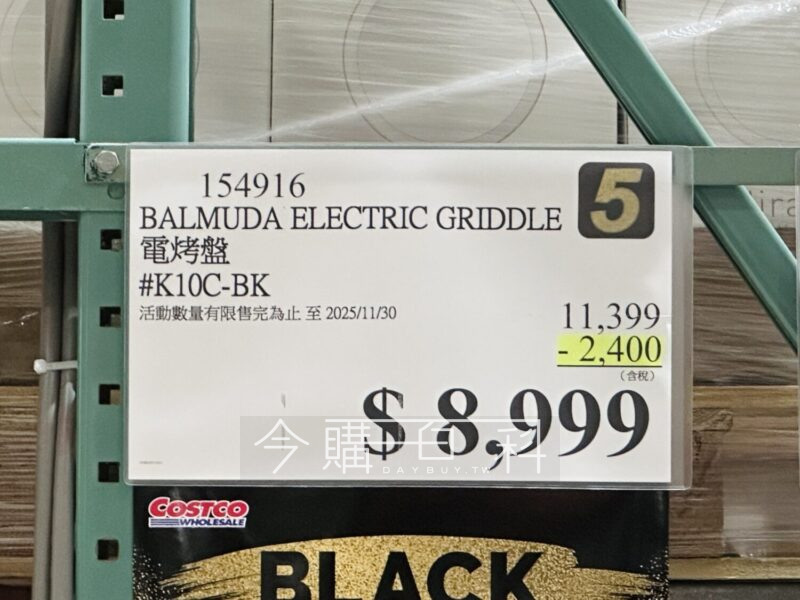 154916
5
BALMUDA ELECTRIC GRIDDLE
電烤盤
#K10C-BK
活動數量有限售完為止 至 2025/11/30
11,399
- 2,400
(含稅)
$ 8,999
今購百科
DAYBUY.TW
COSTCO
WHOLESALE
BLACK